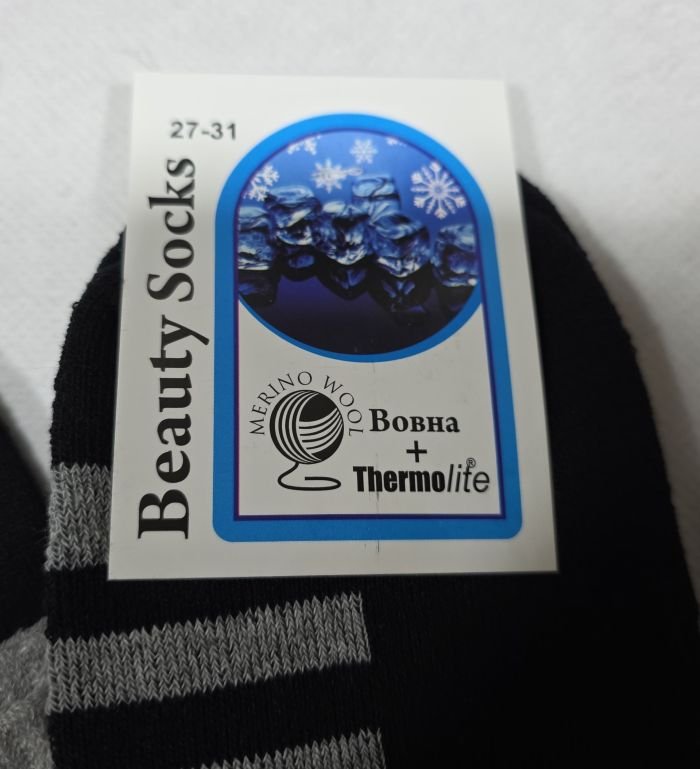 27-31
Beauty Socks
MERINO WOOL
Вовна
+
Thermolite®